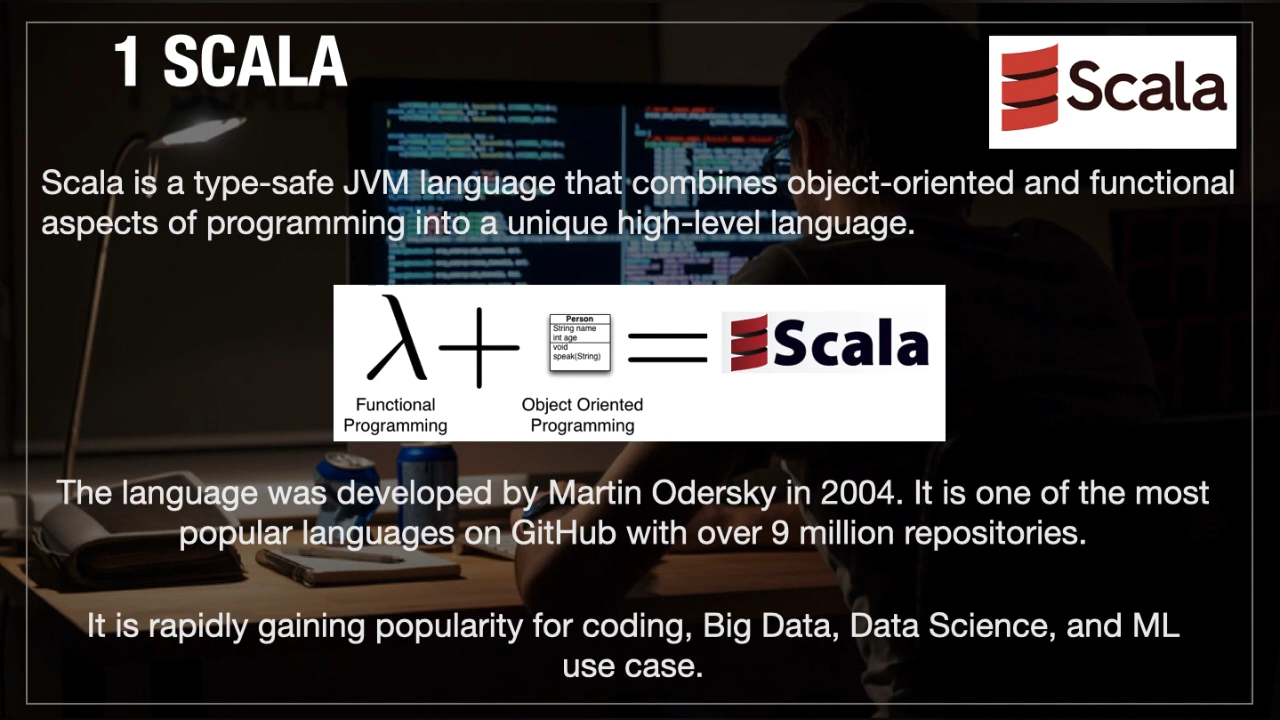 1 SCALA
Scala
Scala is a type-safe JVM language that combines object-oriented and functional
aspects of programming into a unique high-level language.
λ + = Scala
Person
String name
int age
void
speak(String)
Functional
Programming
Object Oriented
Programming
The language was developed by Martin Odersky in 2004. It is one of the most
popular languages on GitHub with over 9 million repositories.
It is rapidly gaining popularity for coding, Big Data, Data Science, and ML
use case.